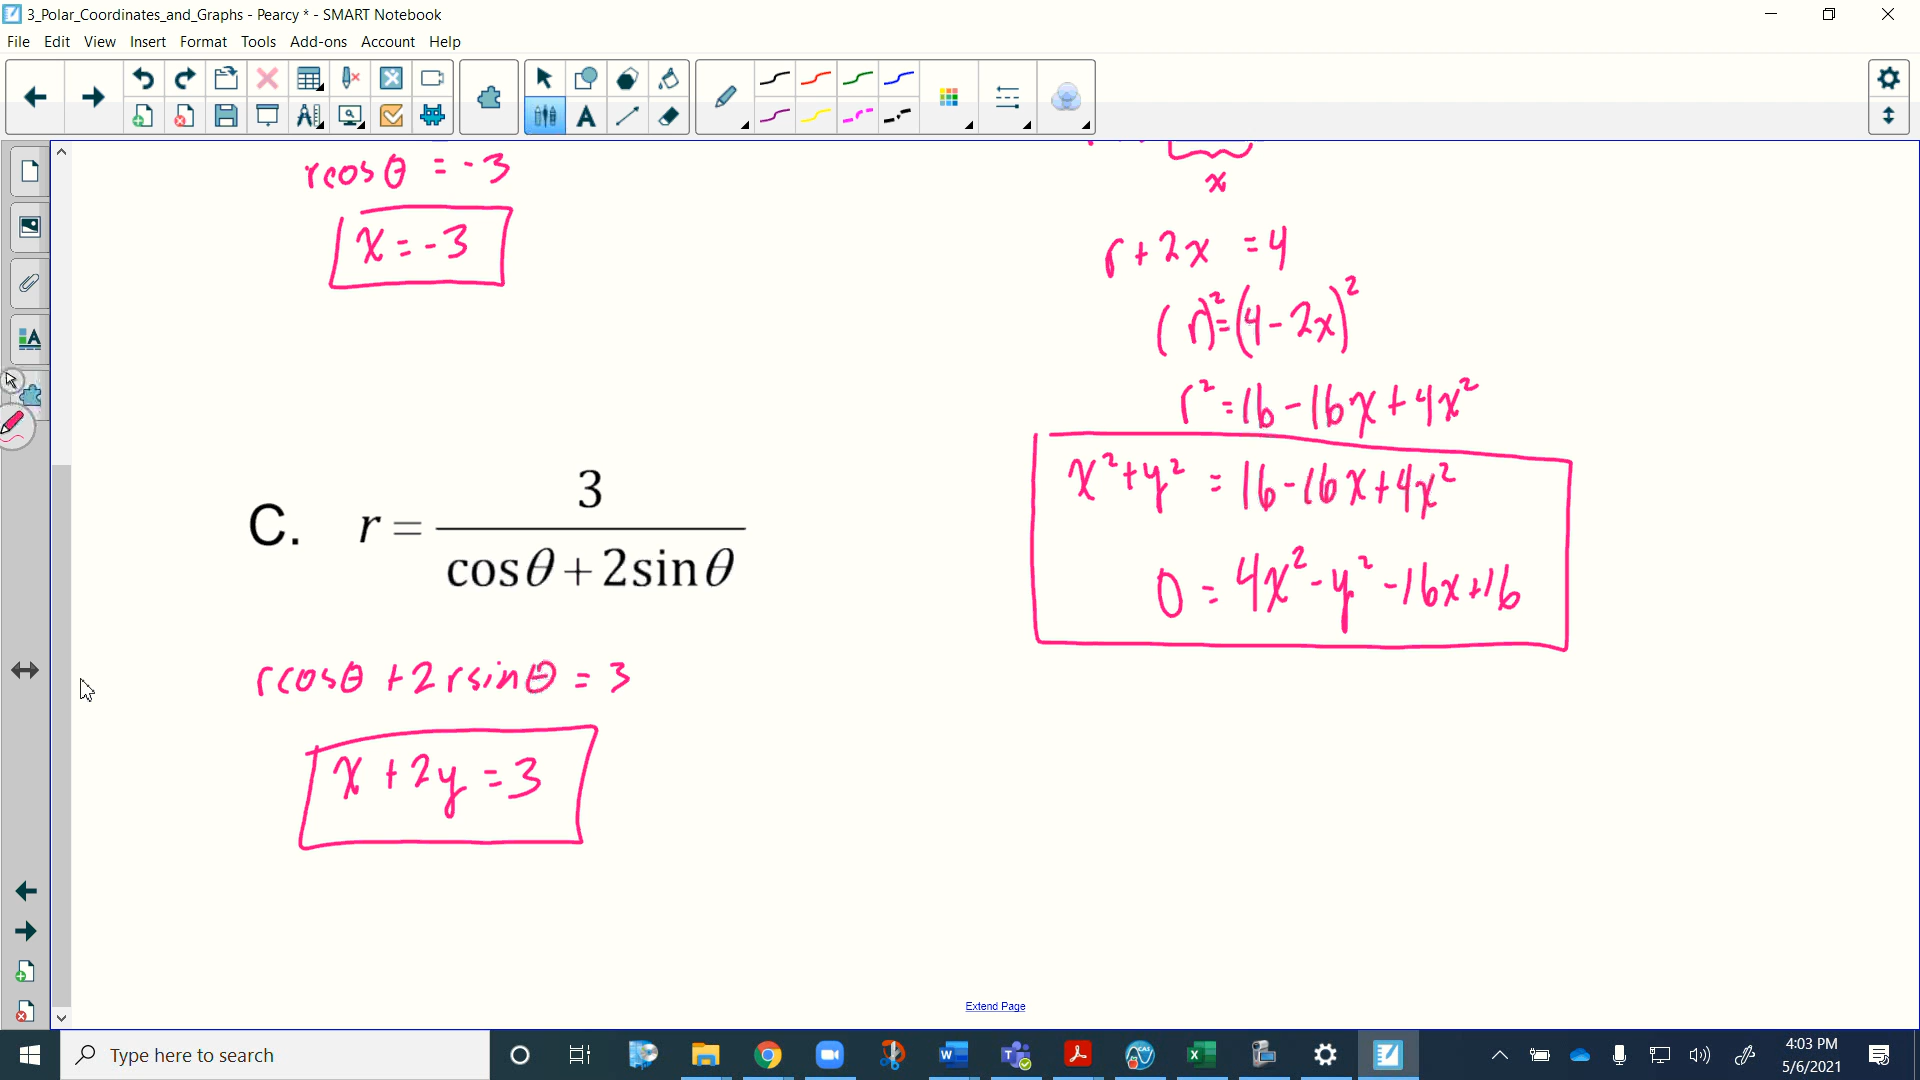 3_Polar_Coordinates_and_Graphs - Pearcy * - SMART Notebook
File Edit View Insert Format Tools Add-ons Account Help
rcosθ = -3
x = -3
x
r + 2x = 4
(r)² = (4 - 2x)²
r² = 16 - 16x + 4x²
x² + y² = 16 - 16x + 4x²
0 = 4x² - y² - 16x + 16
C. r = 3 / (cosθ + 2sinθ)
rcosθ + 2rsinθ = 3
x + 2y = 3
Extend Page
Type here to search
4:03 PM
5/6/2021